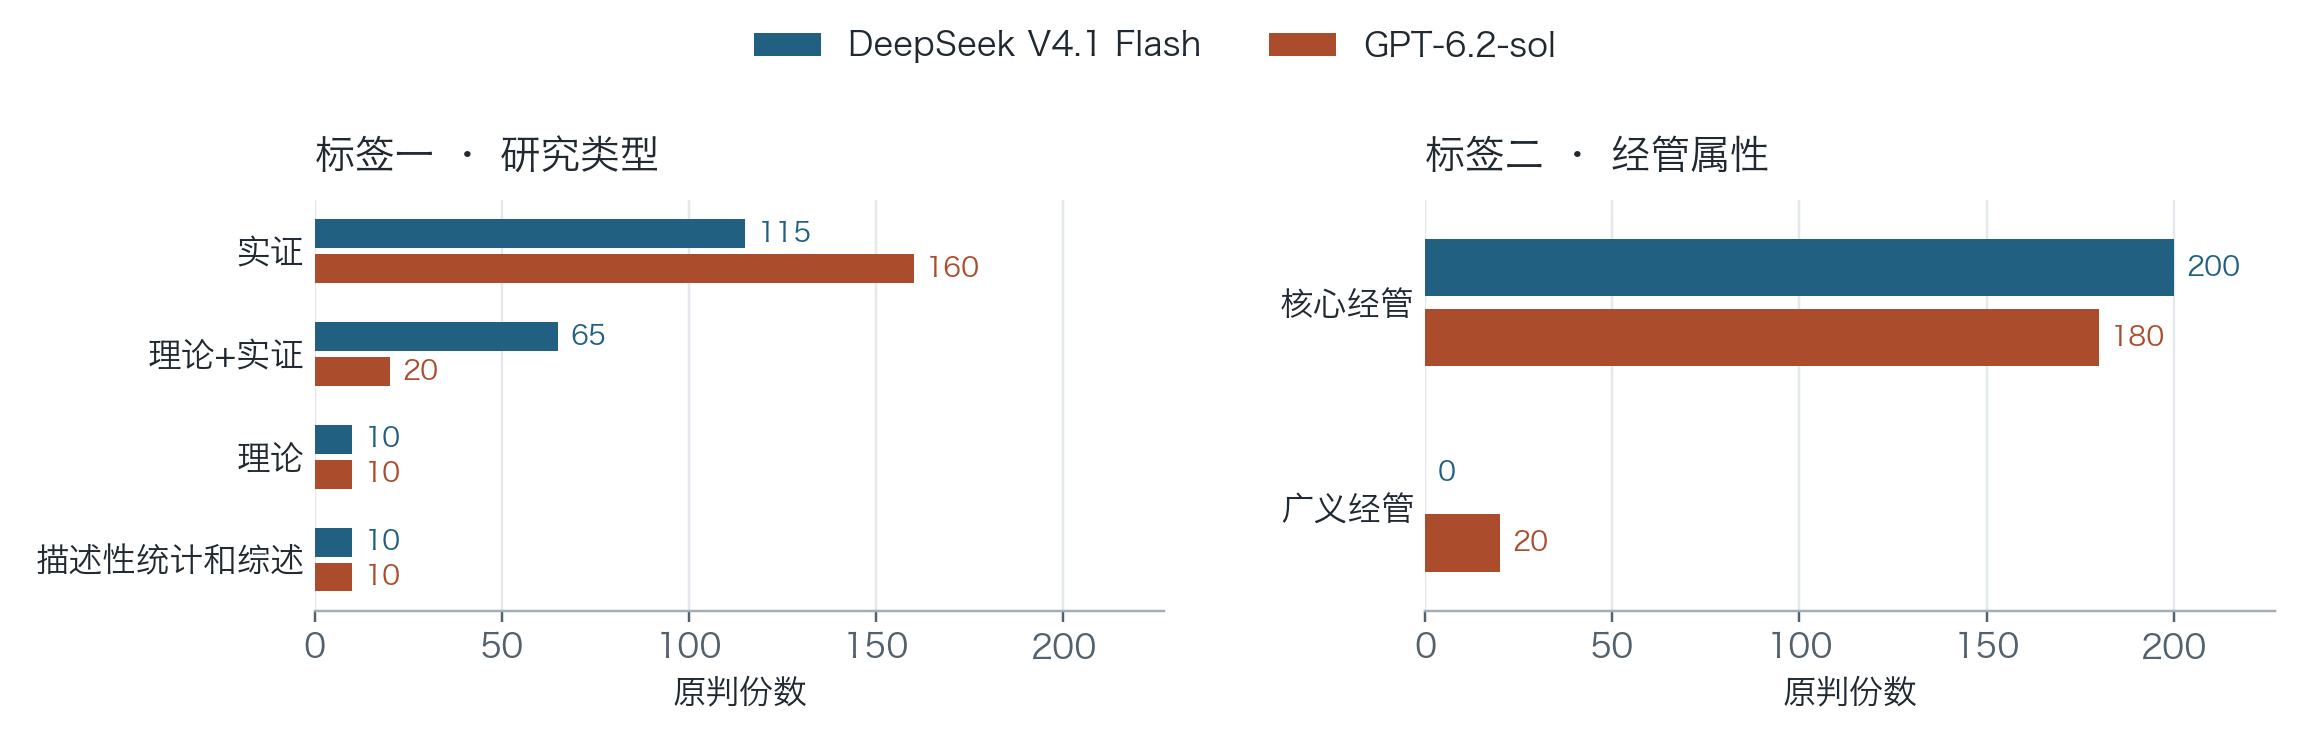 DeepSeek V4.1 Flash
GPT-6.2-sol
标签一 · 研究类型
实证
115
160
理论+实证
65
20
理论
10
10
描述性统计和综述
10
10
0 50 100 150 200
原判份数
标签二 · 经管属性
核心经管
200
180
广义经管
0
20
0 50 100 150 200
原判份数